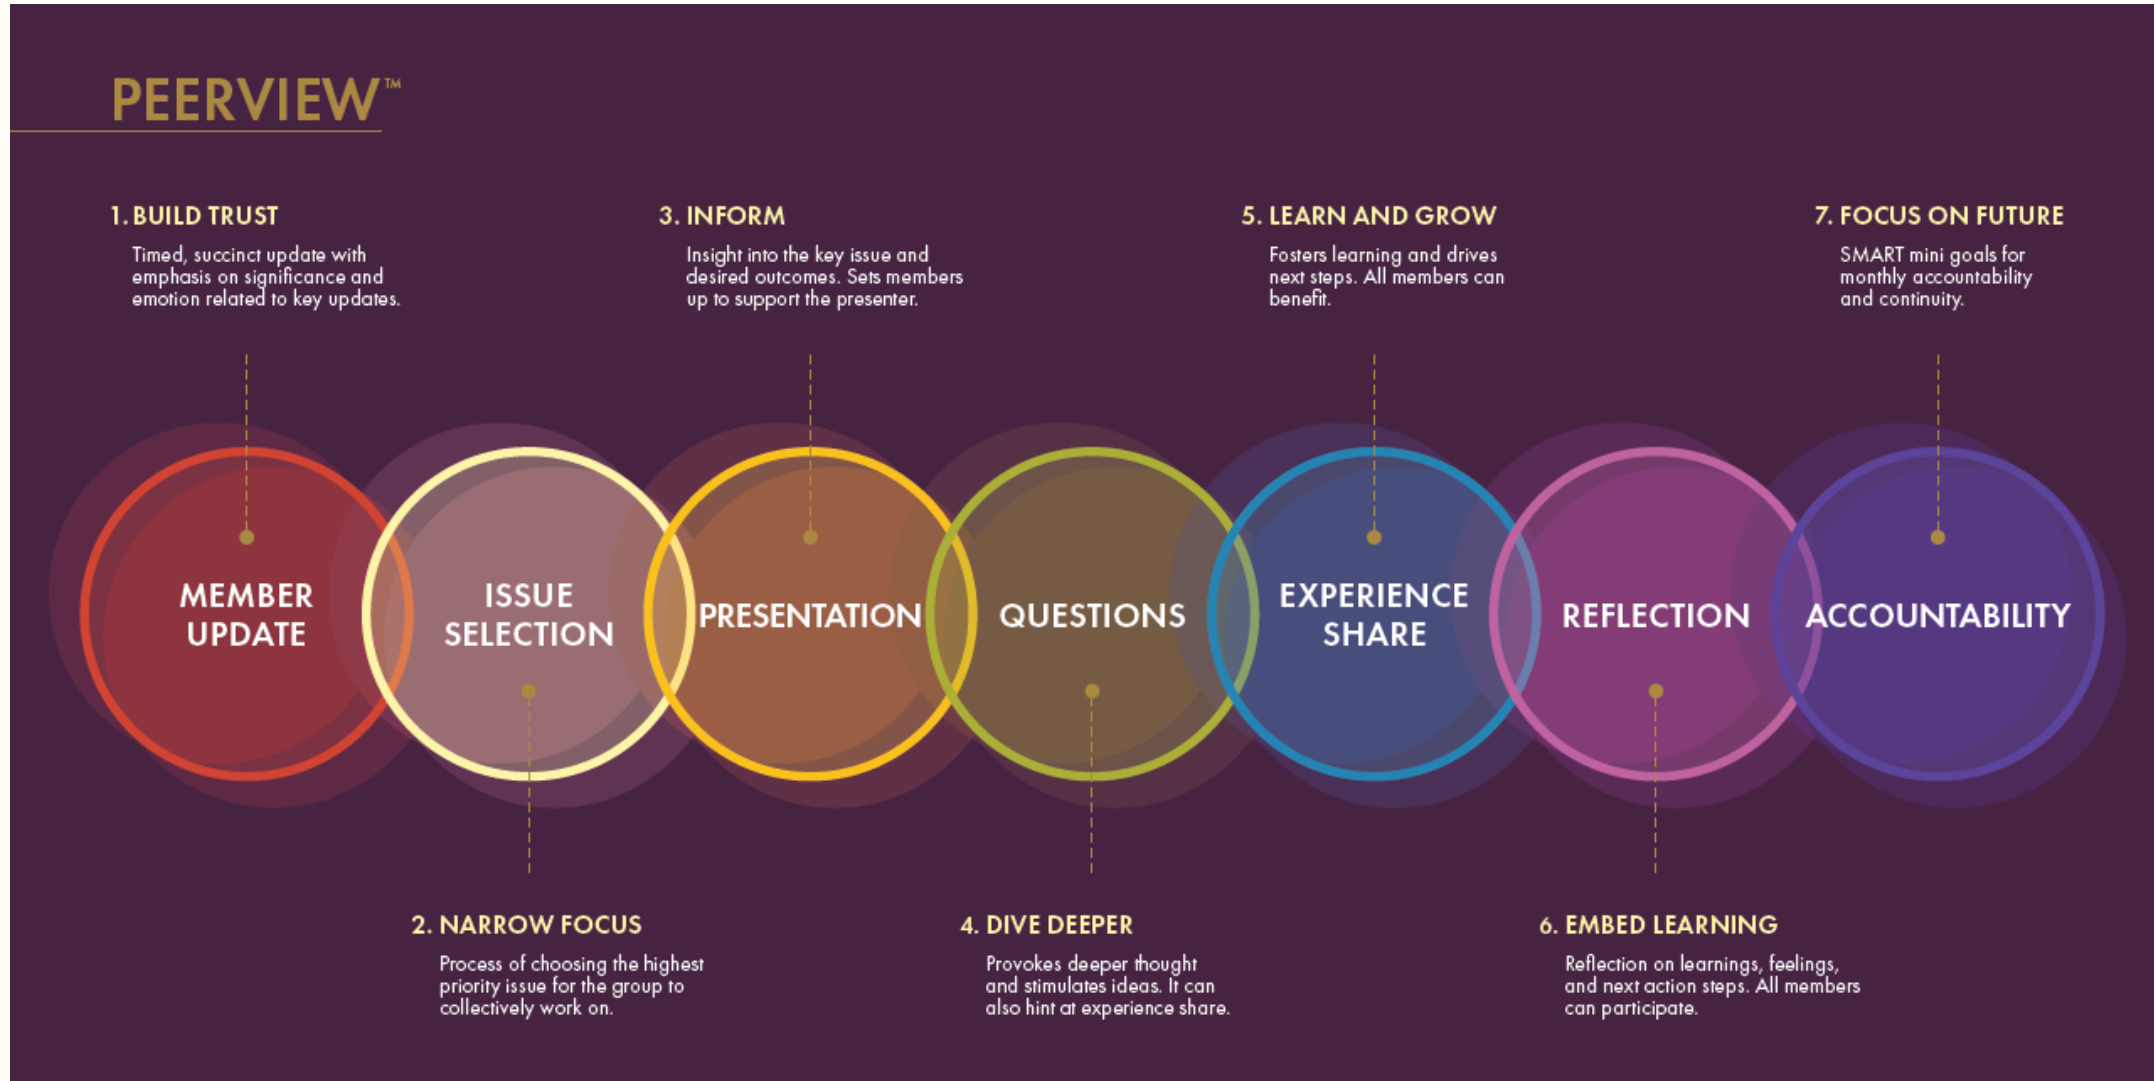 PEERVIEW™
1. BUILD TRUST
Timed, succinct update with
emphasis on significance and
emotion related to key updates.
3. INFORM
Insight into the key issue and
desired outcomes. Sets members
up to support the presenter.
5. LEARN AND GROW
Fosters learning and drives
next steps. All members can
benefit.
7. FOCUS ON FUTURE
SMART mini goals for
monthly accountability
and continuity.
MEMBER
UPDATE
ISSUE
SELECTION
PRESENTATION
QUESTIONS
EXPERIENCE
SHARE
REFLECTION
ACCOUNTABILITY
2. NARROW FOCUS
Process of choosing the highest
priority issue for the group to
collectively work on.
4. DIVE DEEPER
Provokes deeper thought
and stimulates ideas. It can
also hint at experience share.
6. EMBED LEARNING
Reflection on learnings, feelings,
and next action steps. All members
can participate.